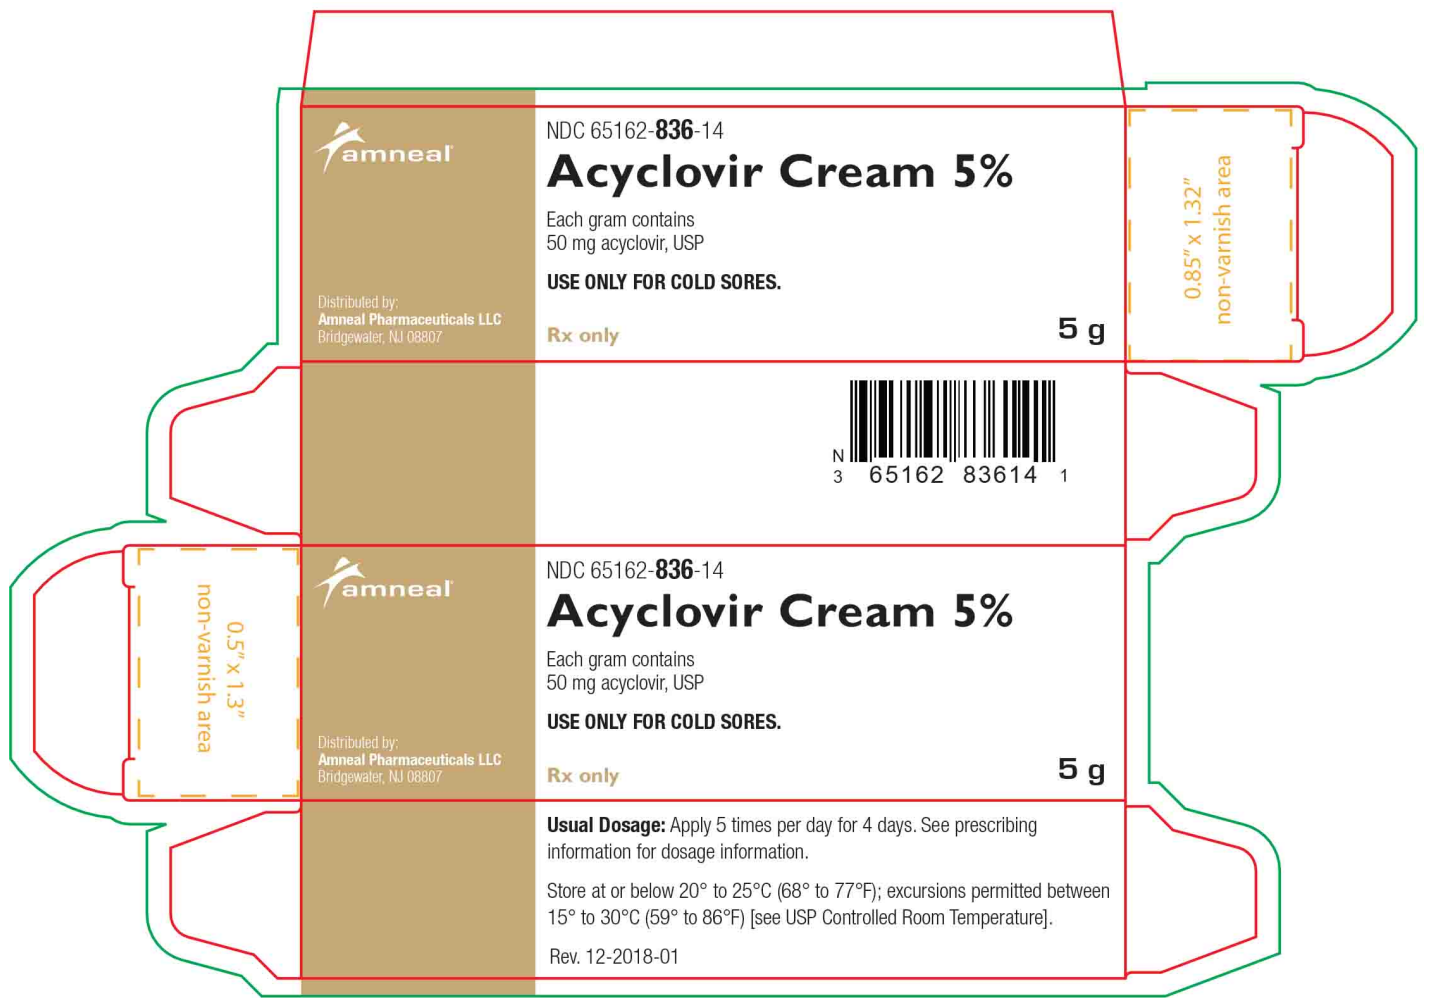 amneal
NDC 65162-836-14
Acyclovir Cream 5%
Each gram contains
50 mg acyclovir, USP
USE ONLY FOR COLD SORES.
Distributed by:
Amneal Pharmaceuticals LLC
Bridgewater, NJ 08807
Rx only
5 g
0.85" x 1.32"
non-varnish area
N
3 65162 83614 1
amneal
NDC 65162-836-14
Acyclovir Cream 5%
Each gram contains
50 mg acyclovir, USP
USE ONLY FOR COLD SORES.
Distributed by:
Amneal Pharmaceuticals LLC
Bridgewater, NJ 08807
Rx only
5 g
0.5" x 1.3"
non-varnish area
Usual Dosage: Apply 5 times per day for 4 days. See prescribing
information for dosage information.
Store at or below 20° to 25°C (68° to 77°F); excursions permitted between
15° to 30°C (59° to 86°F) [see USP Controlled Room Temperature].
Rev. 12-2018-01